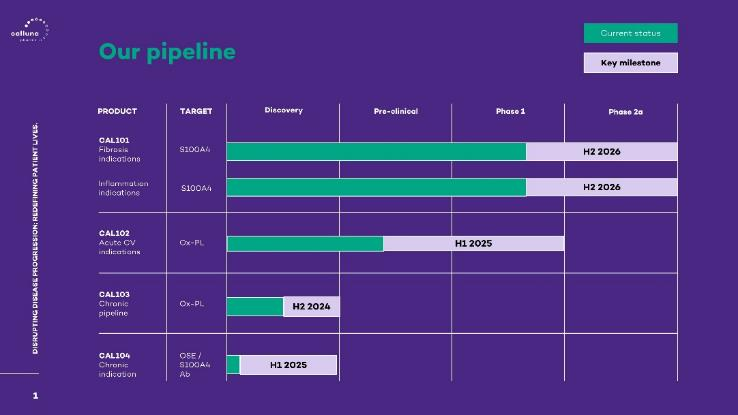 calluna
pharma
Our pipeline
Current status
Key milestone
PRODUCT TARGET Discovery Pre-clinical Phase 1 Phase 2a
CAL101
Fibrosis
indications
S100A4
H2 2026
Inflammation
indications
S100A4
H2 2026
CAL102
Acute CV
indications
Ox-PL
H1 2025
CAL103
Chronic
pipeline
Ox-PL
H2 2024
CAL104
Chronic
indication
OSE /
S100A4
Ab
H1 2025
DISRUPTING DISEASE PROGRESSION; REDEFINING PATIENT LIVES.
1